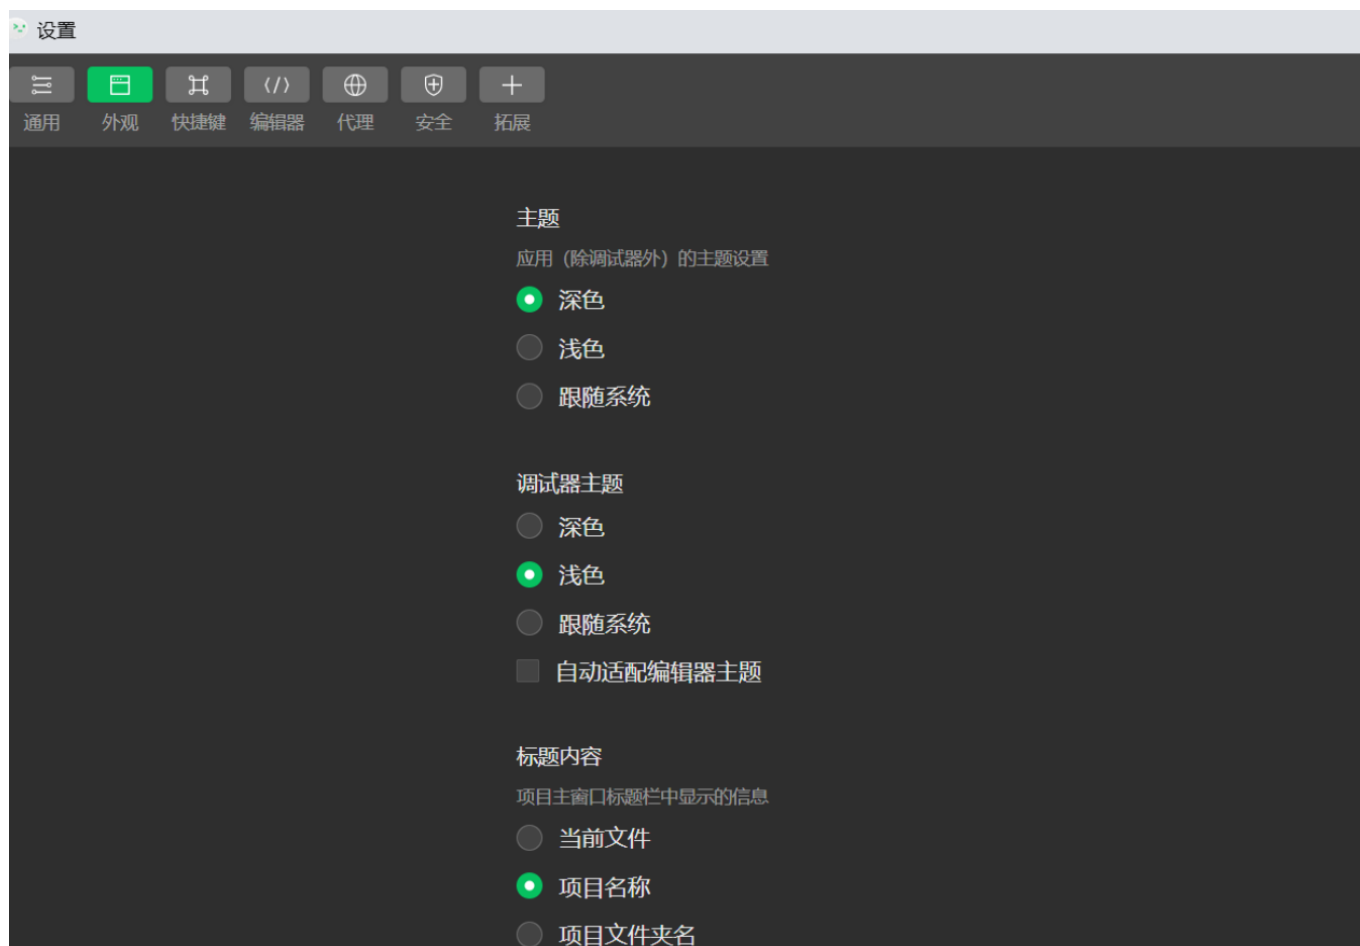 设置
通用 外观 快捷键 编辑器 代理 安全 拓展
主题
应用（除调试器外）的主题设置
深色
浅色
跟随系统
调试器主题
深色
浅色
跟随系统
自动适配编辑器主题
标题内容
项目主窗口标题栏中显示的信息
当前文件
项目名称
项目文件夹名